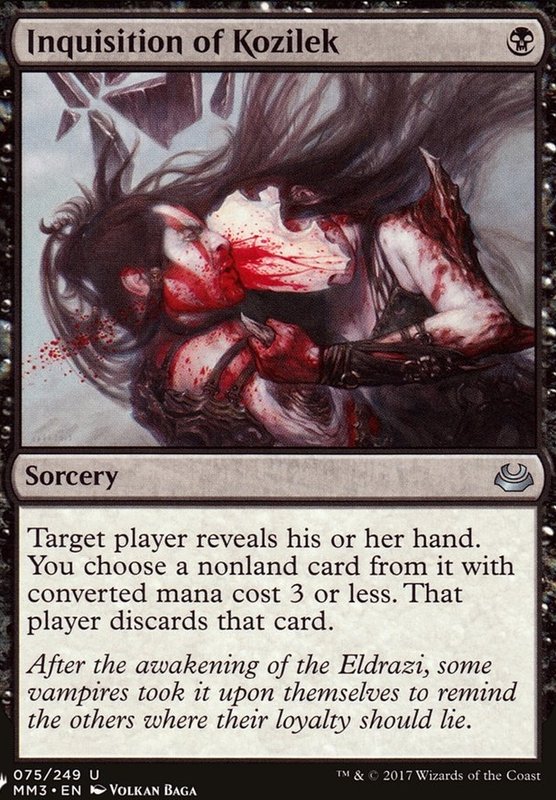 Inquisition of Kozilek
Sorcery
Target player reveals his or her hand.
You choose a nonland card from it with
converted mana cost 3 or less. That
player discards that card.
After the awakening of the Eldrazi, some
vampires took it upon themselves to remind
the others where their loyalty should lie.
075/249 U
MM3 • EN Volkan Baga
™ & © 2017 Wizards of the Coast